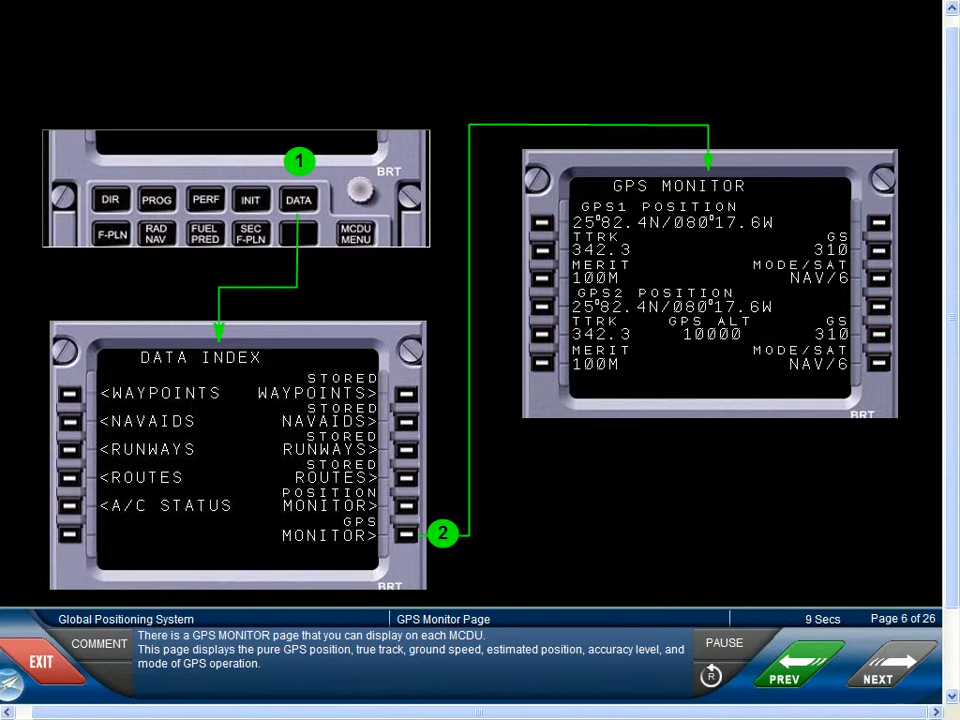 1
BRT
DIR PROG PERF INIT DATA
F-PLN RAD NAV FUEL PRED SEC F-PLN MCDU MENU
GPS MONITOR
GPS1 POSITION
25°82.4N/080°17.6W
TTRK GS
342.3 310
MERIT MODE/SAT
100M NAV/6
GPS2 POSITION
25°82.4N/080°17.6W
TTRK GPS ALT GS
342.3 10000 310
MERIT MODE/SAT
100M NAV/6
BRT
DATA INDEX
STORED
<WAYPOINTS WAYPOINTS>
STORED
<NAVAIDS NAVAIDS>
STORED
<RUNWAYS RUNWAYS>
STORED
<ROUTES ROUTES>
POSITION
<A/C STATUS MONITOR>
GPS
MONITOR>
2
BRT
Global Positioning System GPS Monitor Page 9 Secs Page 6 of 26
EXIT
COMMENT
There is a GPS MONITOR page that you can display on each MCDU.
This page displays the pure GPS position, true track, ground speed, estimated position, accuracy level, and
mode of GPS operation.
PAUSE
R
PREV
NEXT